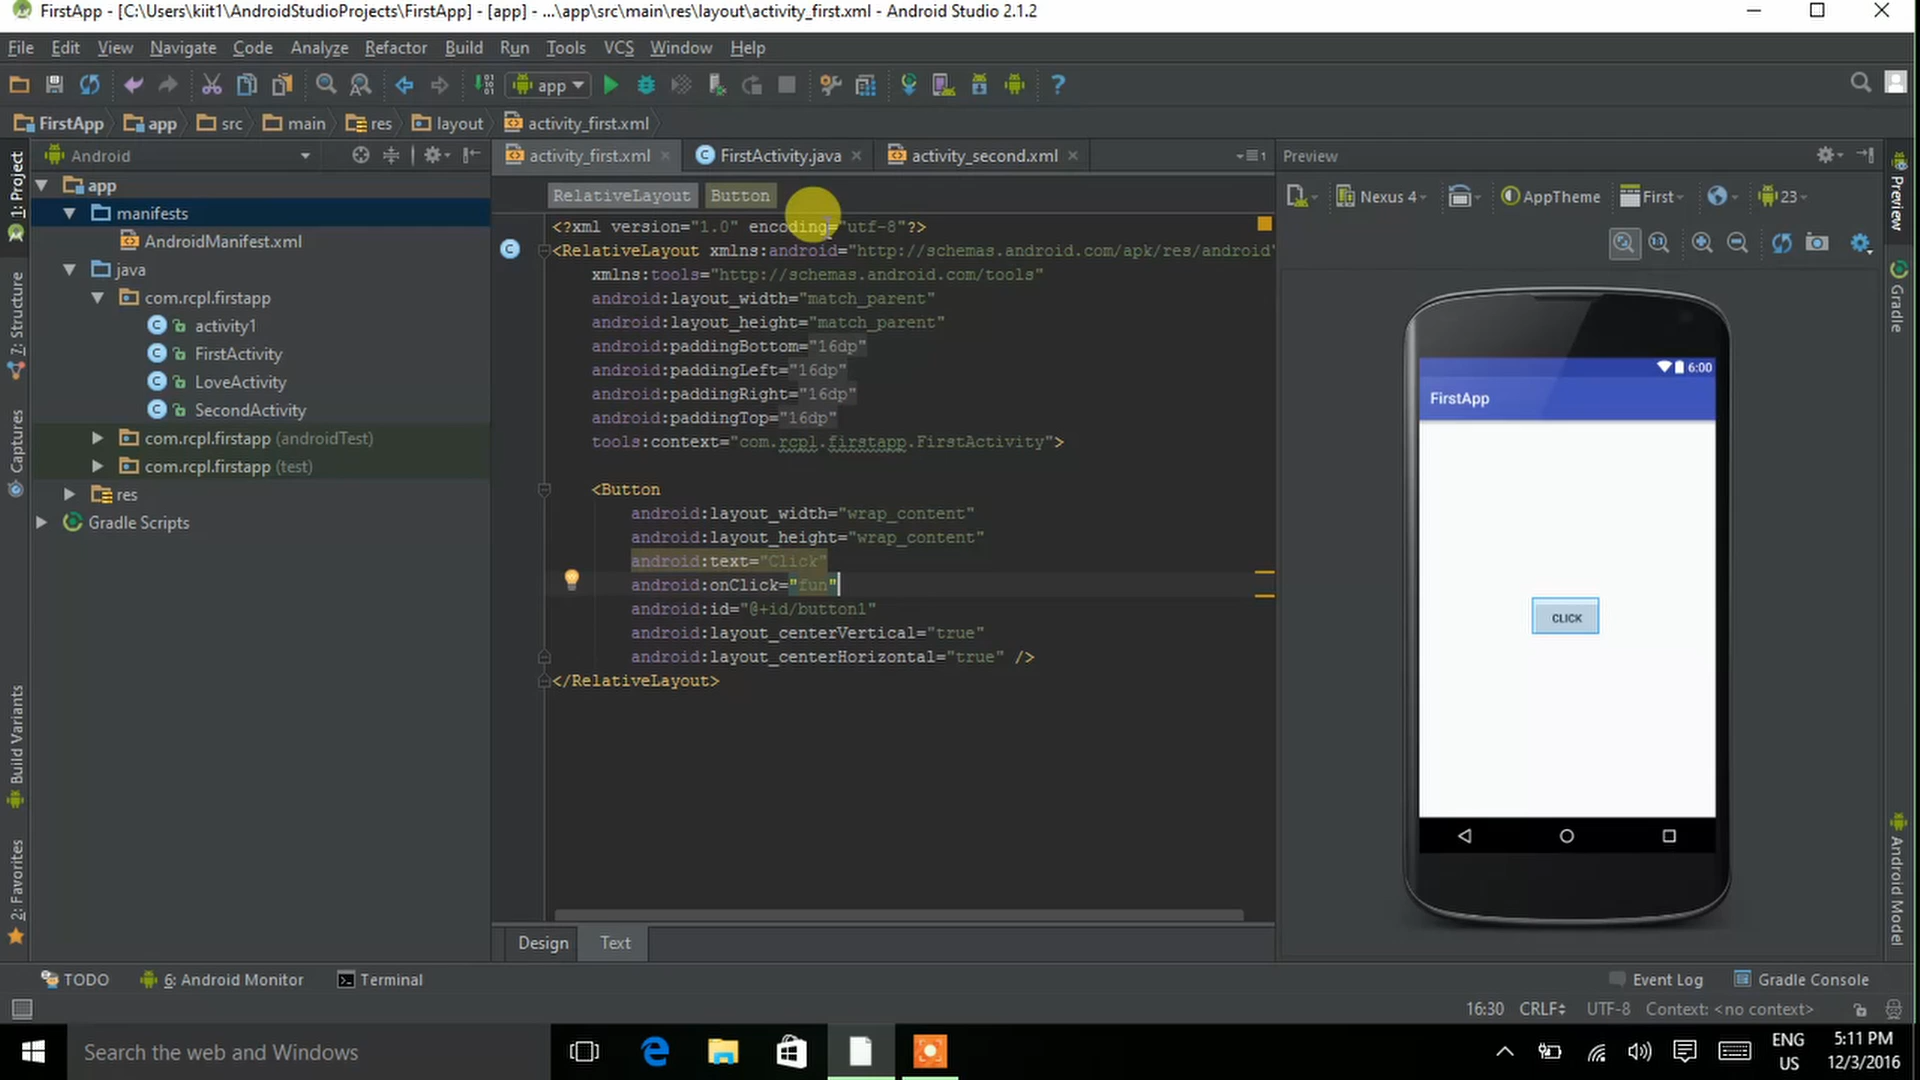 FirstApp - [C:\Users\kiit1\AndroidStudioProjects\FirstApp] - [app] - ...\app\src\main\res\layout\activity_first.xml - Android Studio 2.1.2
File Edit View Navigate Code Analyze Refactor Build Run Tools VCS Window Help
app
FirstApp app src main res layout activity_first.xml
Android
activity_first.xml FirstActivity.java activity_second.xml
Preview
RelativeLayout Button
Nexus 4 AppTheme First 23
1: Project
7: Structure
Captures
Build Variants
2: Favorites
app
manifests
AndroidManifest.xml
java
com.rcpl.firstapp
activity1
FirstActivity
LoveActivity
SecondActivity
com.rcpl.firstapp (androidTest)
com.rcpl.firstapp (test)
res
Gradle Scripts
<?xml version="1.0" encoding="utf-8"?>
<RelativeLayout xmlns:android="http://schemas.android.com/apk/res/android"
xmlns:tools="http://schemas.android.com/tools"
android:layout_width="match_parent"
android:layout_height="match_parent"
android:paddingBottom="16dp"
android:paddingLeft="16dp"
android:paddingRight="16dp"
android:paddingTop="16dp"
tools:context="com.rcpl.firstapp.FirstActivity">
<Button
android:layout_width="wrap_content"
android:layout_height="wrap_content"
android:text="Click"
android:onClick="fun"
android:id="@+id/button1"
android:layout_centerVertical="true"
android:layout_centerHorizontal="true" />
</RelativeLayout>
6:00
FirstApp
CLICK
Preview
Gradle
Android Model
Design Text
TODO 6: Android Monitor Terminal Event Log Gradle Console
16:30 CRLF UTF-8 Context: <no context>
Search the web and Windows
ENG
US
5:11 PM
12/3/2016